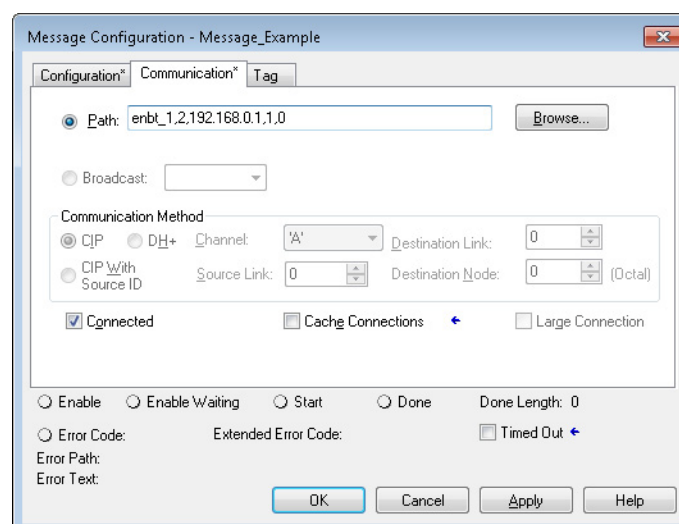 Message Configuration - Message_Example
Configuration* Communication* Tag
Path: enbt_1,2,192.168.0.1,1,0 Browse...
Broadcast:
Communication Method
CIP DH+ Channel: 'A' Destination Link: 0
CIP With Source ID Source Link: 0 Destination Node: 0 (Octal)
Connected Cache Connections Large Connection
Enable Enable Waiting Start Done Done Length: 0
Error Code: Extended Error Code: Timed Out
Error Path:
Error Text:
OK Cancel Apply Help